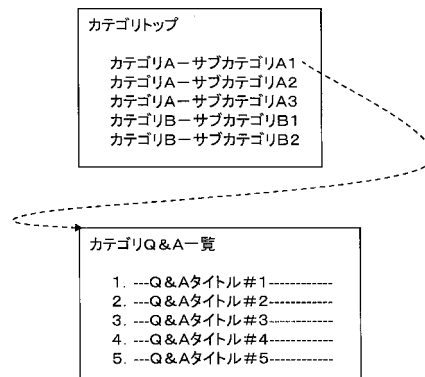 カテゴリトップ
カテゴリA－サブカテゴリA1
カテゴリA－サブカテゴリA2
カテゴリA－サブカテゴリA3
カテゴリB－サブカテゴリB1
カテゴリB－サブカテゴリB2
カテゴリQ＆A一覧
1. ---Q＆Aタイトル＃1------------
2. ---Q＆Aタイトル＃2------------
3. ---Q＆Aタイトル＃3------------
4. ---Q＆Aタイトル＃4------------
5. ---Q＆Aタイトル＃5------------